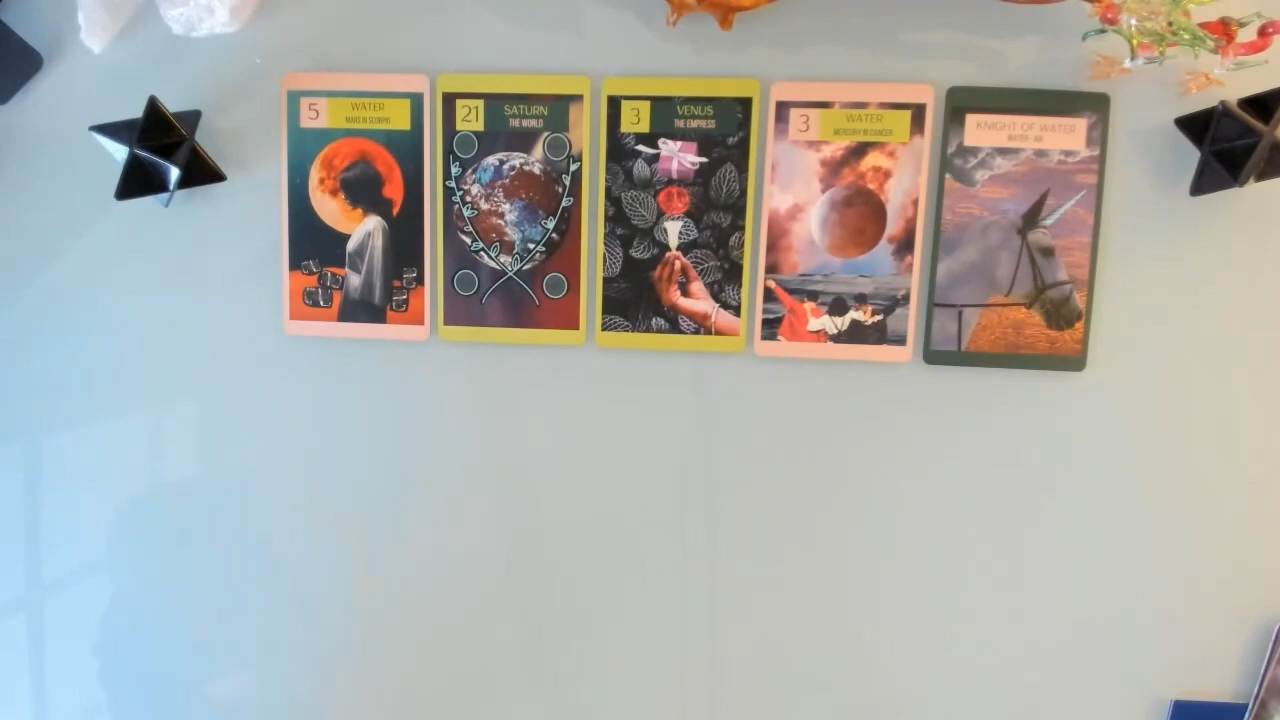 5
WATER
MARS IN SCORPIO
21
SATURN
THE WORLD
3
VENUS
THE EMPRESS
3
WATER
MERCURY IN CANCER
KNIGHT OF WATER
WATER- AIR